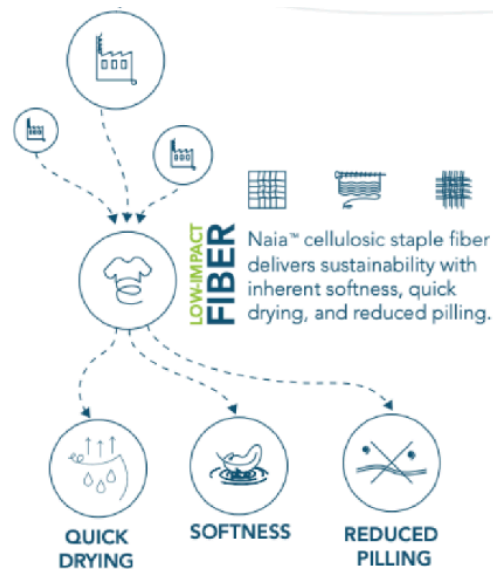 LOW-IMPACT
FIBER
Naia™ cellulosic staple fiber
delivers sustainability with
inherent softness, quick
drying, and reduced pilling.
QUICK
DRYING
SOFTNESS
REDUCED
PILLING